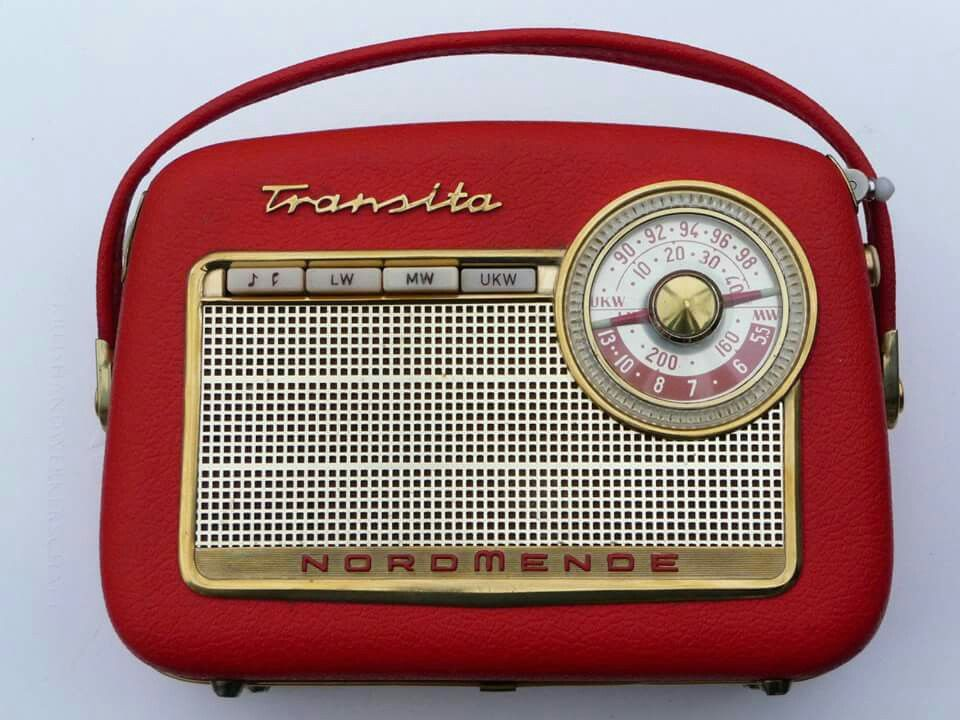 Transita
♪ LW MW UKW
90 · 92 · 94 · 96 · 98
10 · 20 · 30 · 40
UKW
MW
200 160
13 · 10 · 8 7 6 55
NORDMENDE